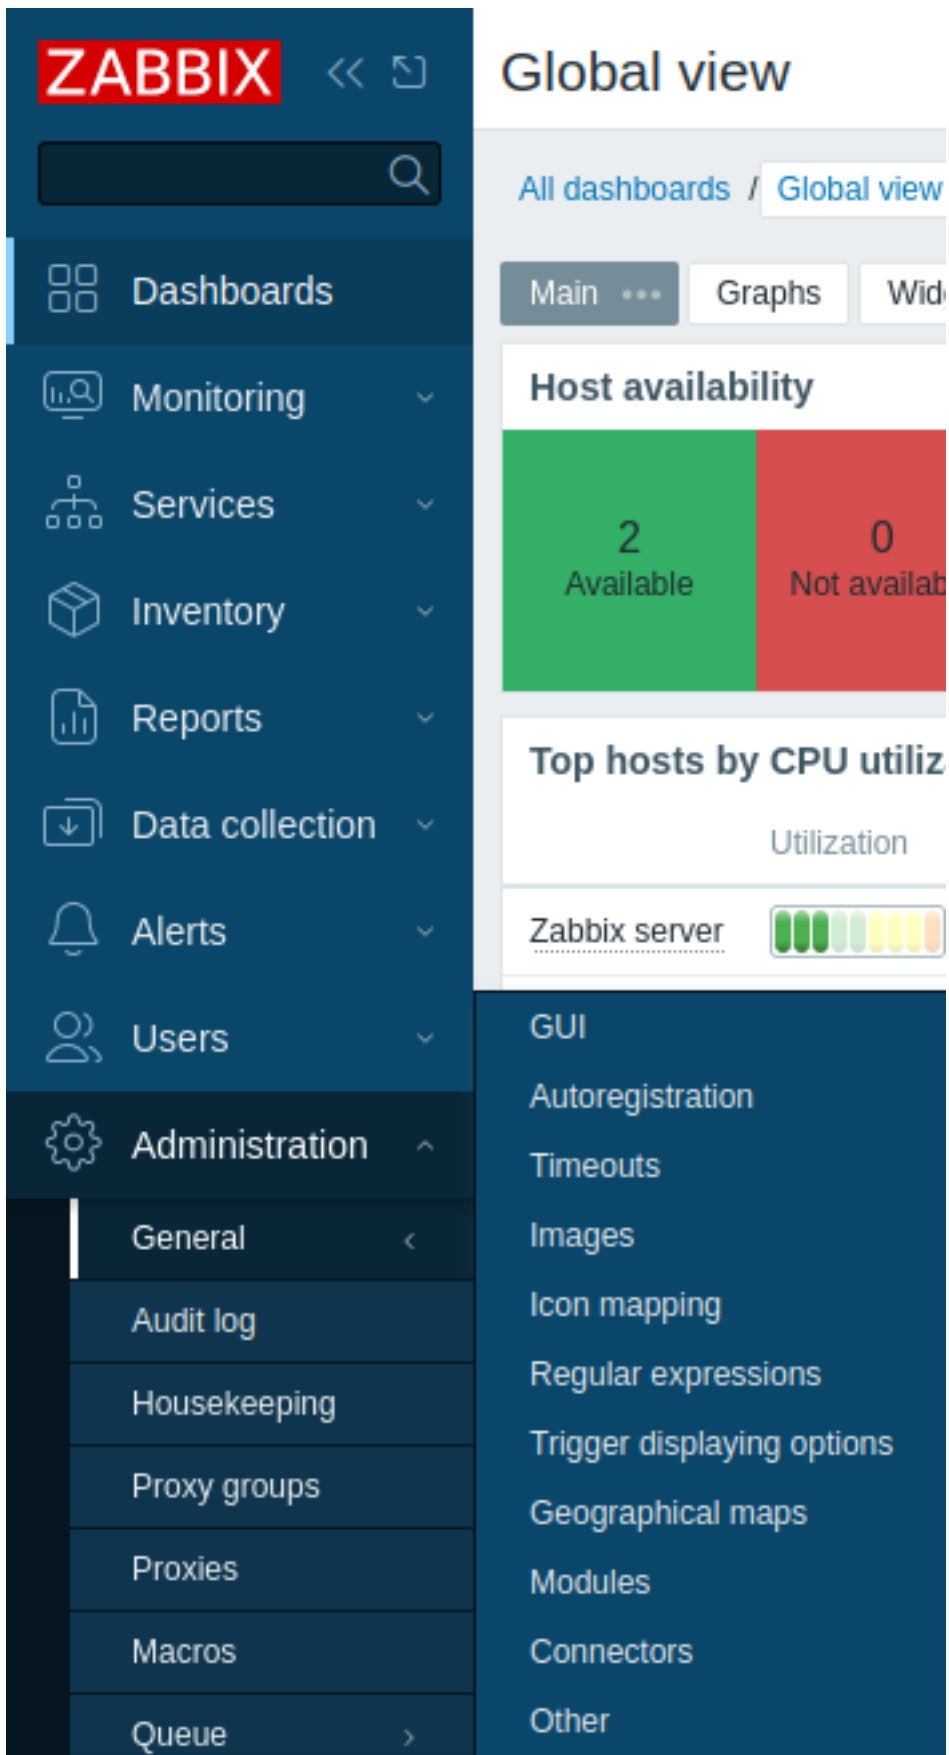 ZABBIX
Global view
All dashboards / Global view
Main Graphs
Dashboards
Monitoring
Services
Inventory
Reports
Data collection
Alerts
Users
Administration
General
Audit log
Housekeeping
Proxy groups
Proxies
Macros
Queue
Host availability
2
Available
0
Not
Top hosts by CPU
Utilization
Zabbix server
GUI
Autoregistration
Timeouts
Images
Icon mapping
Regular expressions
Trigger displaying options
Geographical maps
Modules
Connectors
Other